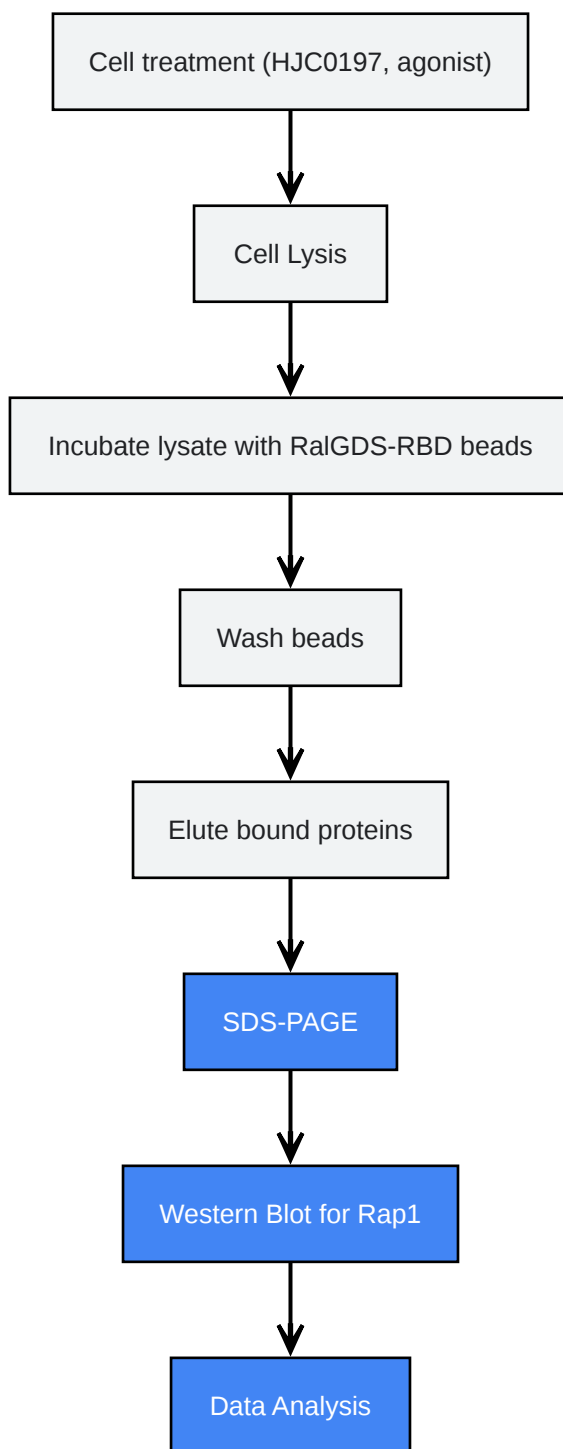 Cell treatment (HJC0197, agonist)
Cell Lysis
Incubate lysate with RalGDS-RBD beads
Wash beads
Elute bound proteins
SDS-PAGE
Western Blot for Rap1
Data Analysis